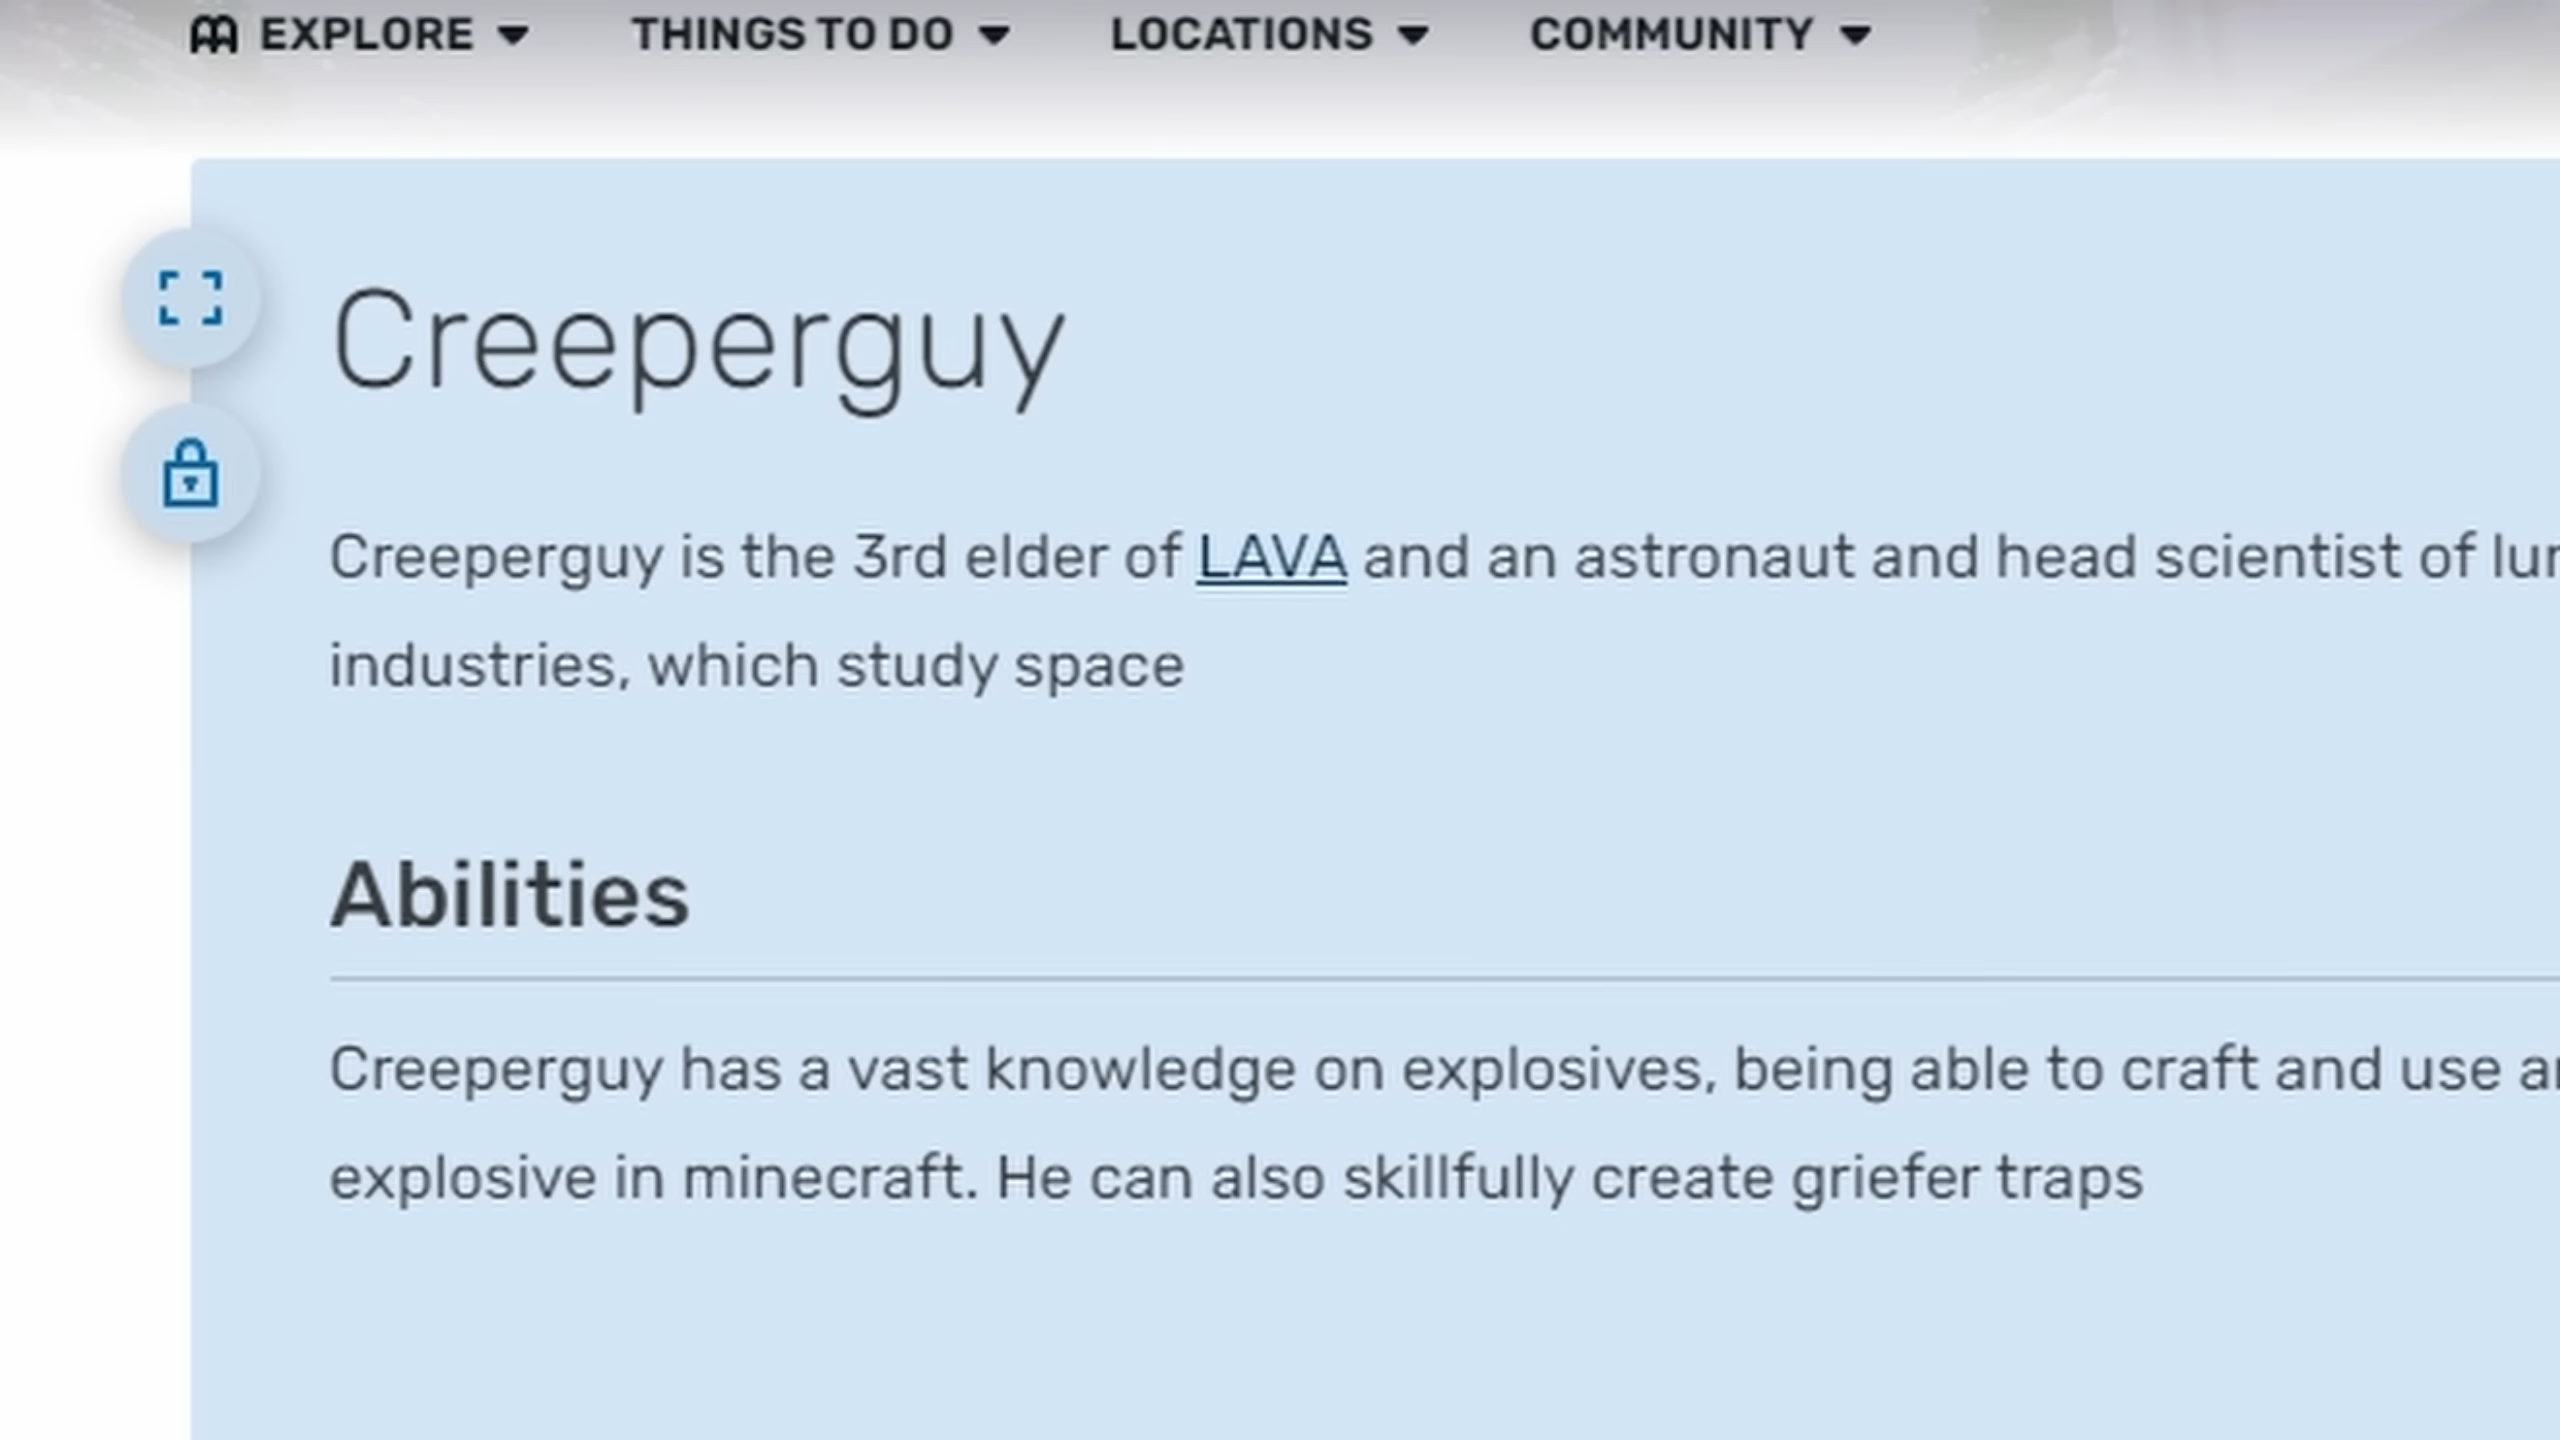 EXPLORE THINGS TO DO LOCATIONS COMMUNITY
Creeperguy
Creeperguy is the 3rd elder of LAVA and an astronaut and head scientist of
industries, which study space
Abilities
Creeperguy has a vast knowledge on explosives, being able to craft and use
explosive in minecraft. He can also skillfully create griefer traps